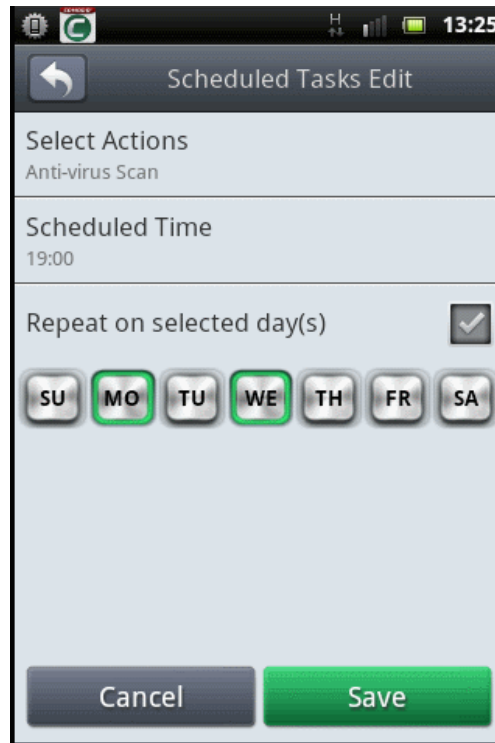 H 13:25
Scheduled Tasks Edit
Select Actions
Anti-virus Scan
Scheduled Time
19:00
Repeat on selected day(s)
SU MO TU WE TH FR SA
Cancel Save